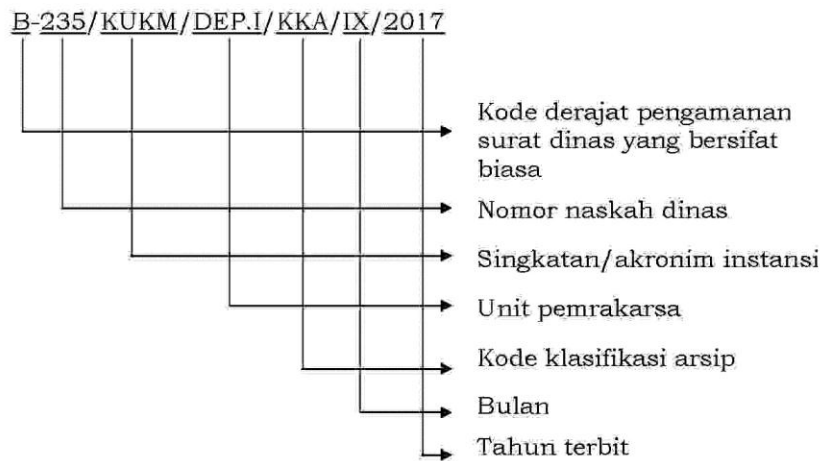 B-235/KUKM/DEP.I/KKA/IX/2017
Kode derajat pengamanan
surat dinas yang bersifat
biasa
Nomor naskah dinas
Singkatan/akronim instansi
Unit pemrakarsa
Kode klasifikasi arsip
Bulan
Tahun terbit